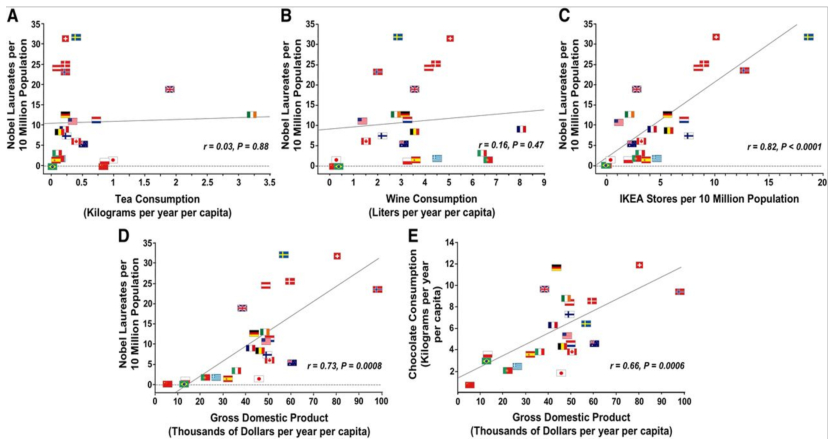 A
Nobel Laureates per
10 Million Population
35
30
25
20
15
10
5
0
r = 0.03, P = 0.88
0 0.5 1 1.5 2 2.5 3 3.5
Tea Consumption
(Kilograms per year per capita)
B
Nobel Laureates per
10 Million Population
35
30
25
20
15
10
5
0
r = 0.16, P = 0.47
0 1 2 3 4 5 6 7 8 9
Wine Consumption
(Liters per year per capita)
C
Nobel Laureates per
10 Million Population
35
30
25
20
15
10
5
0
r = 0.82, P < 0.0001
0 5 10 15 20
IKEA Stores per 10 Million Population
D
Nobel Laureates per
10 Million Population
35
30
25
20
15
10
5
0
r = 0.73, P = 0.0008
0 20 40 60 80 100
Gross Domestic Product
(Thousands of Dollars per year per capita)
E
Chocolate Consumption
(Kilograms per year
per capita)
14
12
10
8
6
4
2
r = 0.66, P = 0.0006
0 10 20 30 40 50 60 70 80 90 100
Gross Domestic Product
(Thousands of Dollars per year per capita)